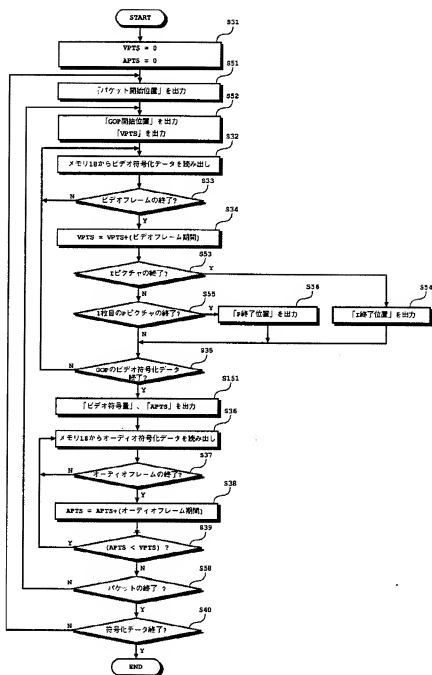 START
S31
VPTS = 0
APTS = 0
S51
「パケット開始位置」を出力
S52
「GOP開始位置」を出力
「VPTS」を出力
S32
メモリ18からビデオ符号化データを読み出し
S33
N
ビデオフレームの終了?
Y
S34
VPTS = VPTS+(ビデオフレーム期間)
S53
Iピクチャの終了?
Y
N
S55
S56
S54
1枚目のPピクチャの終了?
Y
「P終了位置」を出力
「I終了位置」を出力
N
S35
N
GOPのビデオ符号化データ
終了?
Y
S151
「ビデオ符号量」、「APTS」を出力
S36
メモリ18からオーディオ符号化データを読み出し
S37
N
オーディオフレームの終了?
Y
S38
APTS = APTS+(オーディオフレーム期間)
S39
Y
(APTS < VPTS) ?
N
S58
N
パケットの終了 ?
Y
S40
N
符号化データ終了?
Y
END